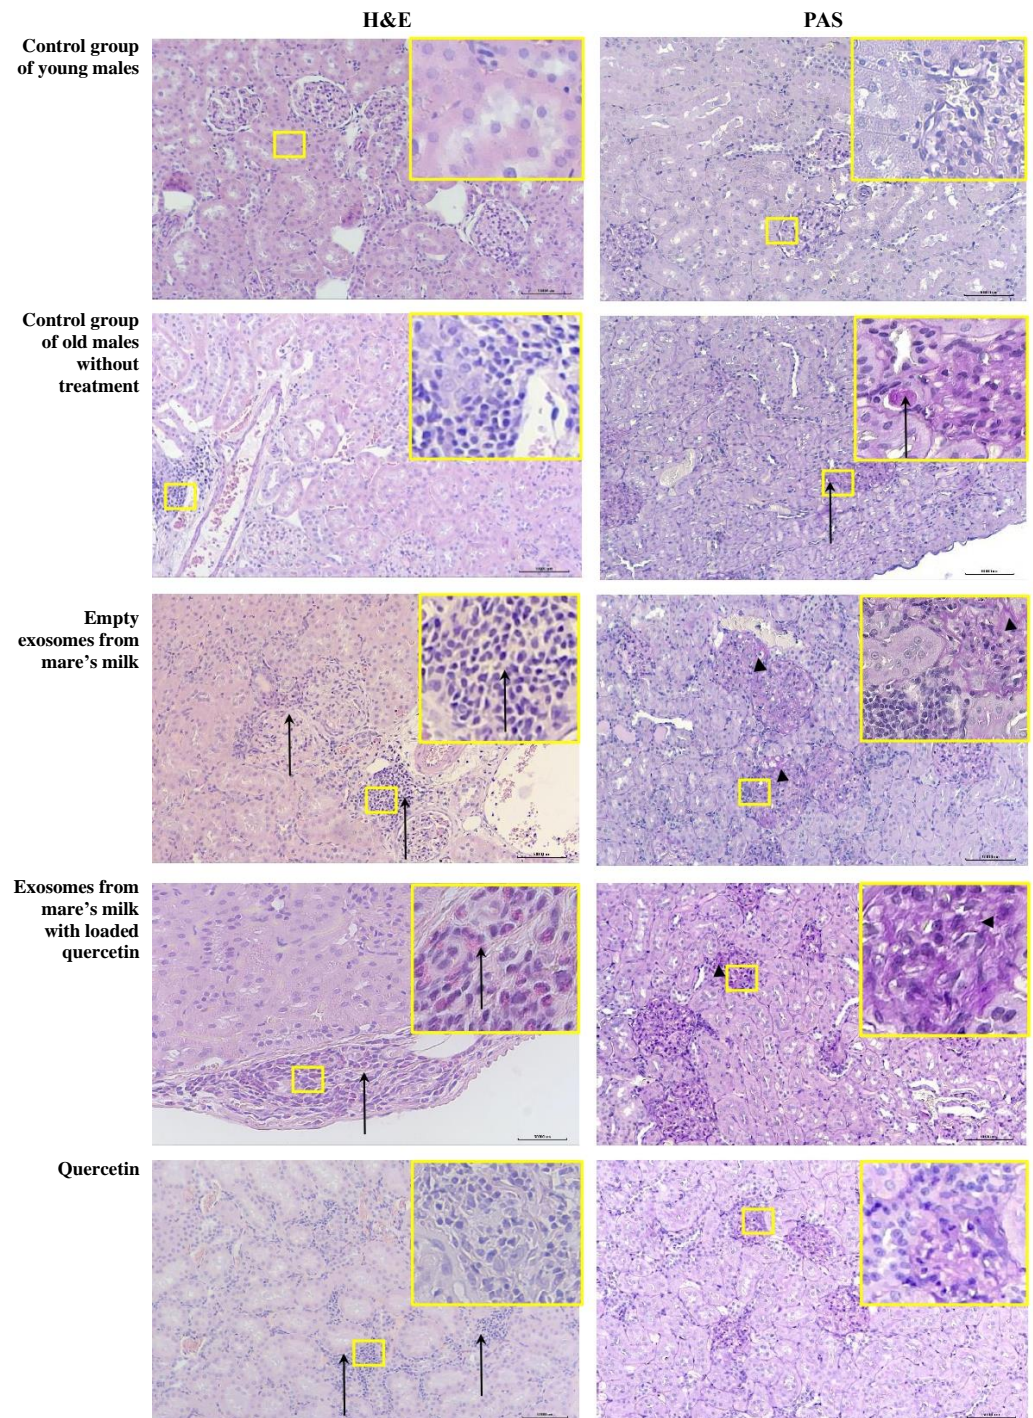 H&E
PAS
Control group
of young males
Control group
of old males
without
treatment
Empty
exosomes from
mare's milk
Exosomes from
mare's milk
with loaded
quercetin
Quercetin